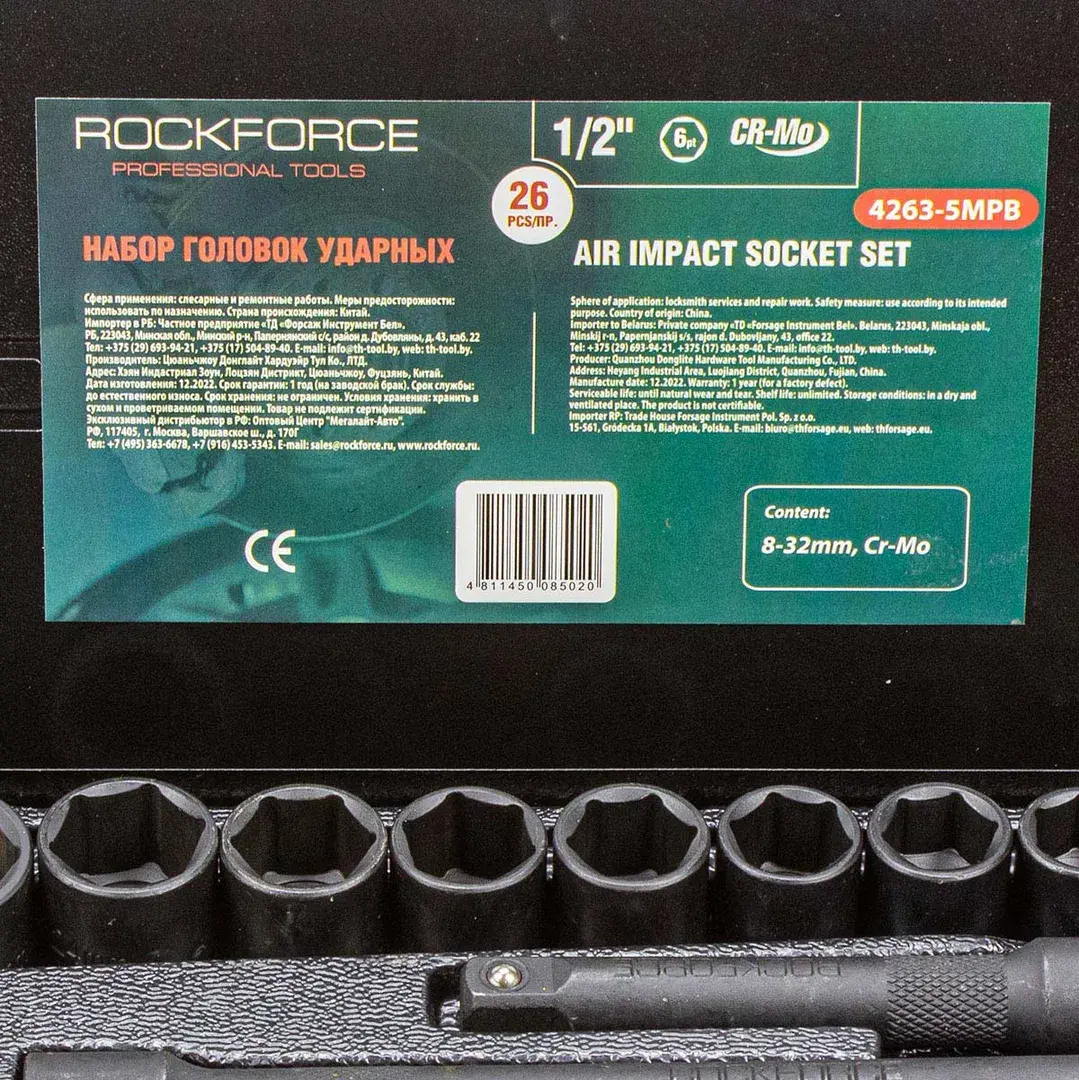 ROCKFORCE
PROFESSIONAL TOOLS
1/2"
6pt
CR-Mo
26
PCS/ПР.
4263-5MPB
НАБОР ГОЛОВОК УДАРНЫХ
Сфера применения: слесарные и ремонтные работы. Меры предосторожности:
использовать по назначению. Страна происхождения: Китай.
Импортер в РБ: Частное предприятие «ТД «Форсаж Инструмент Бел».
РБ, 223043, Минская обл., Минский р-н, Папернянский с/с, район д. Дубовляны, д. 43, каб. 22
Тел: +375 (29) 693-94-21, +375 (17) 504-89-40. E-mail: info@th-tool.by, web: th-tool.by.
Производитель: Цюаньчжоу Донглайт Хардуэйр Тул Ко., ЛТД.
Адрес: Хэян Индастриал Зоун, Лоцзян Дистрикт, Цюаньчжоу, Фуцзянь, Китай.
Дата изготовления: 12.2022. Срок гарантии: 1 год (на заводской брак). Срок службы:
до естественного износа. Срок хранения: не ограничен. Условия хранения: хранить в
сухом и проветриваемом помещении. Товар не подлежит сертификации.
Эксклюзивный дистрибьютор в РФ: Оптовый Центр "Мегалайт-Авто".
РФ, 117405, г. Москва, Варшавское ш., д. 170Г
Тел: +7 (495) 363-6678, +7 (916) 453-5343. E-mail: sales@rockforce.ru, www.rockforce.ru.
AIR IMPACT SOCKET SET
Sphere of application: locksmith services and repair work. Safety measure: use according to its intended
purpose. Country of origin: China.
Importer to Belarus: Private company «TD «Forsage Instrument Bel». Belarus, 223043, Minskaja obl.,
Minskij r-n, Papernjanskij s/s, rajon d. Dubovljany, 43, office 22.
Tel: +375 (29) 693-94-21, +375 (17) 504-89-40. E-mail: info@th-tool.by, web: th-tool.by.
Producer: Quanzhou Donglite Hardware Tool Manufacturing Co., LTD.
Address: Heyang Industrial Area, Luojiang District, Quanzhou, Fujian, China.
Manufacture date: 12.2022. Warranty: 1 year (for a factory defect).
Serviceable life: until natural wear and tear. Shelf life: unlimited. Storage conditions: in a dry and
ventilated place. The product is not certifiable.
Importer RP: Trade House Forsage Instrument Pol. Sp. z o.o.
15-561, Gródecka 1A, Białystok, Polska. E-mail: biuro@thforsage.eu, web: thforsage.eu.
CE
4 811450 085020
Content:
8-32mm, Cr-Mo
ROCKFORCE
ROCKFORCE